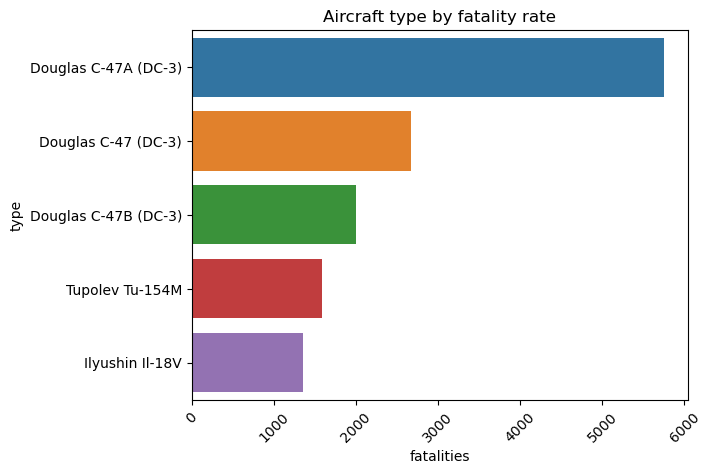 Aircraft type by fatality rate
type
Douglas C-47A (DC-3)
Douglas C-47 (DC-3)
Douglas C-47B (DC-3)
Tupolev Tu-154M
Ilyushin Il-18V
0
1000
2000
3000
4000
5000
6000
fatalities